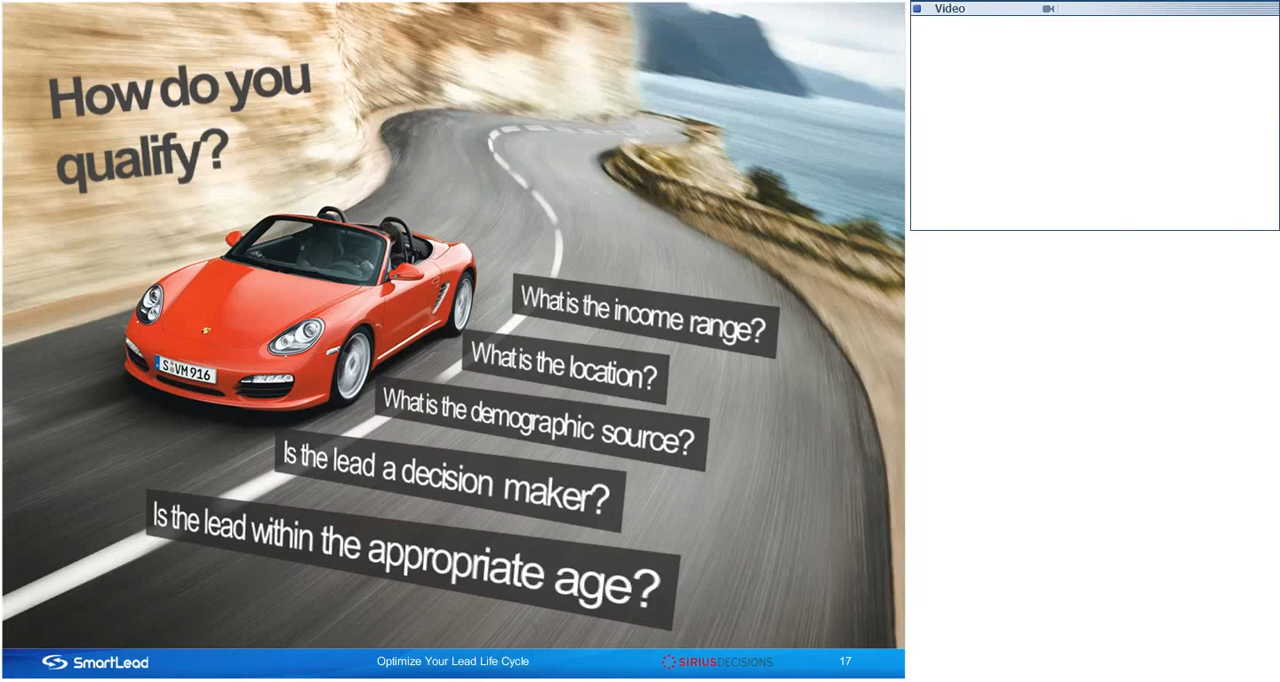 Video
How do you
qualify?
What is the income range?
What is the location?
What is the demographic source?
Is the lead a decision maker?
Is the lead within the appropriate age?
S VM 916
SmartLead
Optimize Your Lead Life Cycle
SIRIUSDECISIONS
17